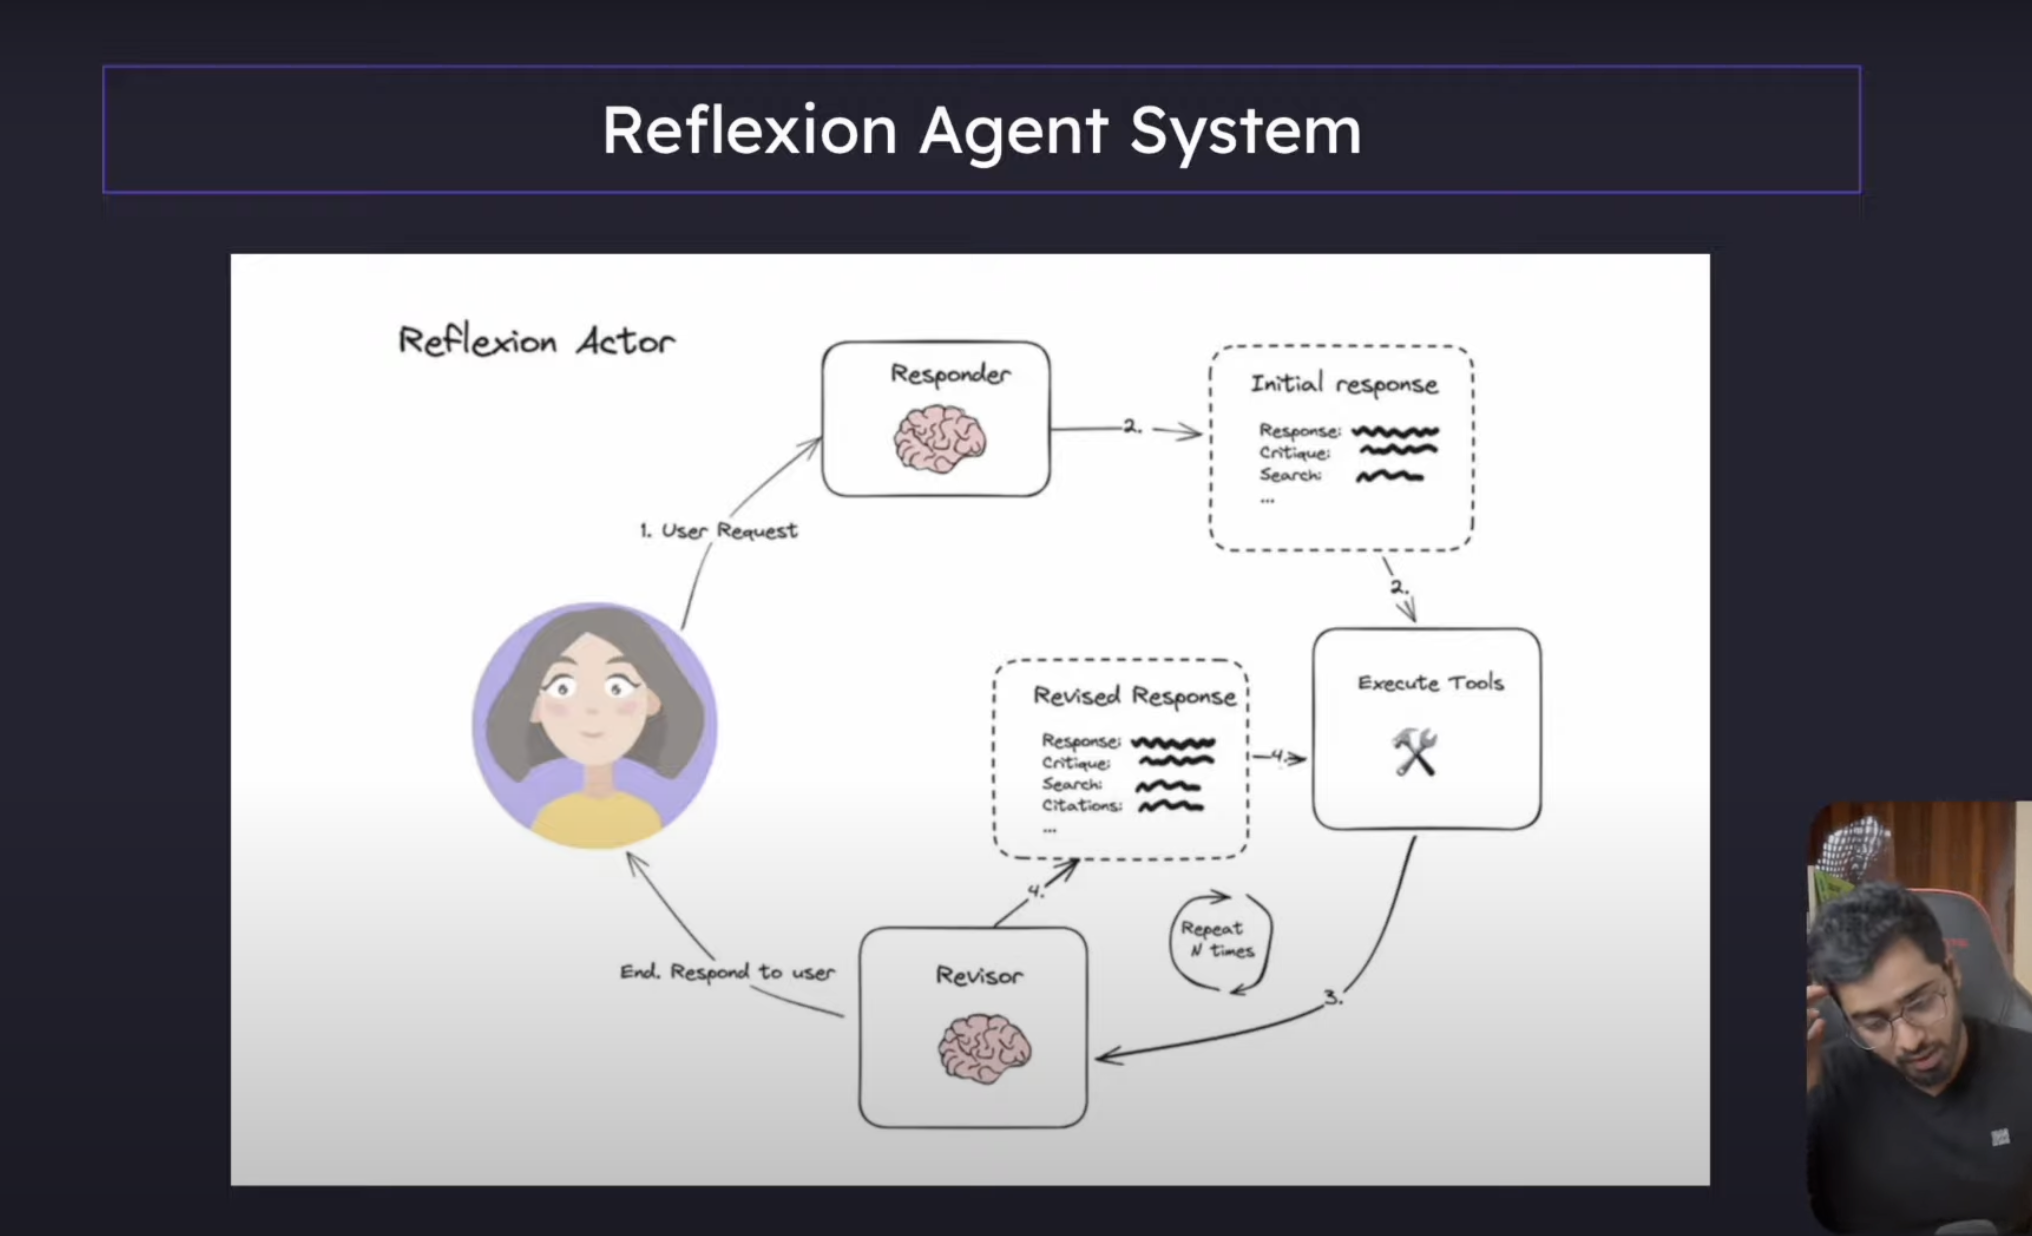 Reflexion Agent System
Reflexion Actor
Responder
2.
Initial response
Response:
Critique:
Search:
...
1. User Request
2.
Execute Tools
Revised Response
Response:
Critique:
Search:
Citations:
...
4.
4.
Repeat
N times
3.
Revisor
End. Respond to user